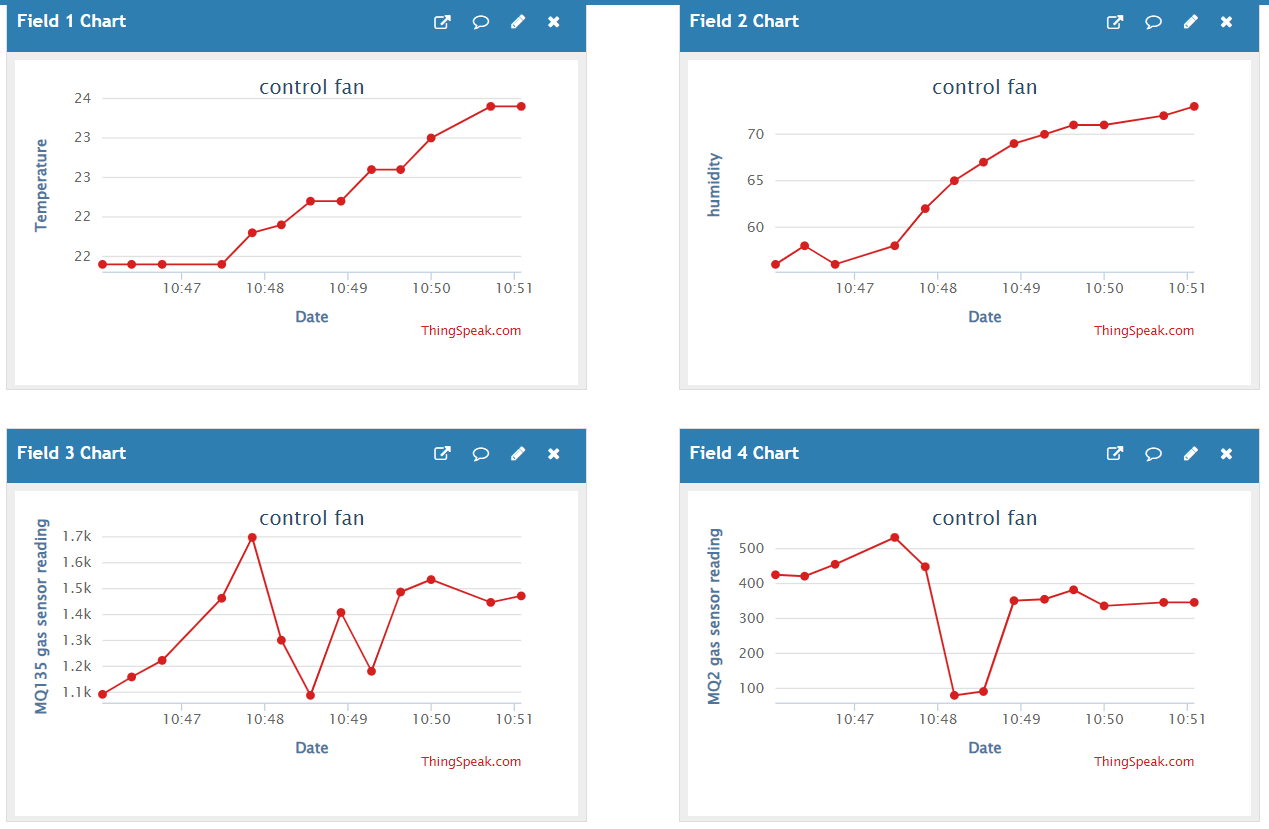 Field 1 Chart
control fan
Temperature
24
23
23
22
22
10:47 10:48 10:49 10:50 10:51
Date
ThingSpeak.com
Field 2 Chart
control fan
humidity
70
65
60
10:47 10:48 10:49 10:50 10:51
Date
ThingSpeak.com
Field 3 Chart
control fan
MQ135 gas sensor reading
1.7k
1.6k
1.5k
1.4k
1.3k
1.2k
1.1k
10:47 10:48 10:49 10:50 10:51
Date
ThingSpeak.com
Field 4 Chart
control fan
MQ2 gas sensor reading
500
400
300
200
100
10:47 10:48 10:49 10:50 10:51
Date
ThingSpeak.com